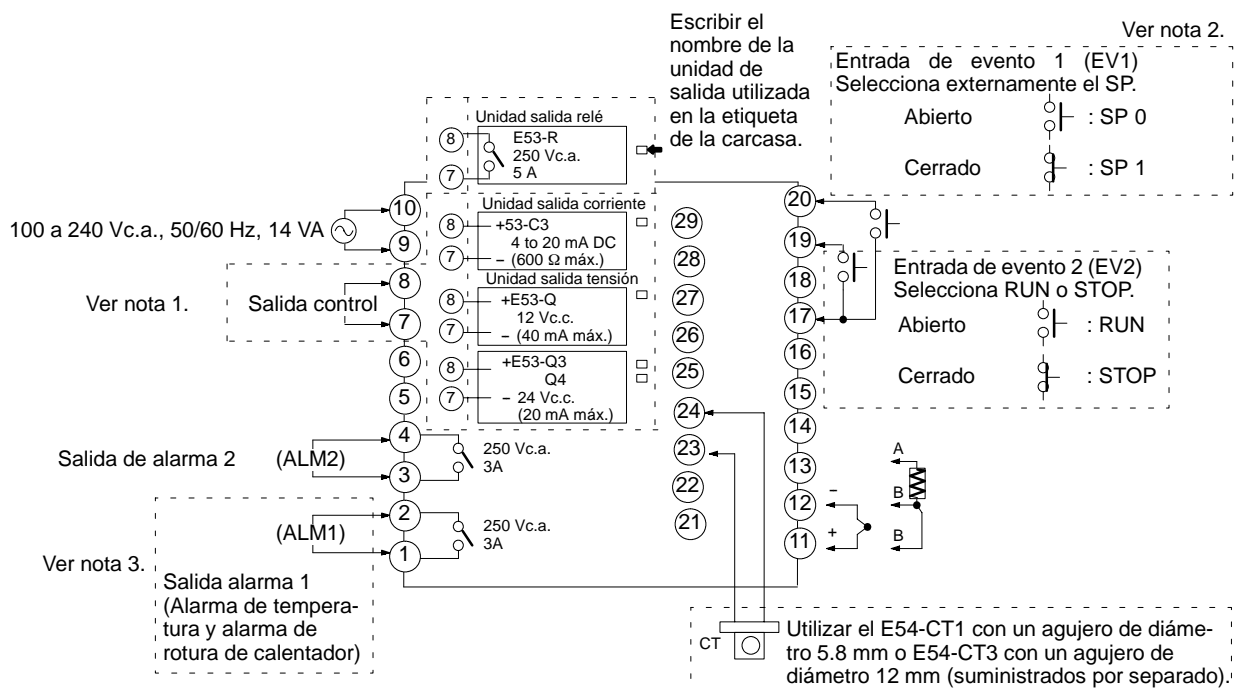 Escribir el
nombre de la
unidad de
salida utilizada
en la etiqueta
de la carcasa.
Ver nota 2.
Entrada de evento 1 (EV1)
Selecciona externamente el SP.
Abierto : SP 0
Cerrado : SP 1
Unidad salida relé
8
7
E53-R
250 Vc.a.
5 A
Unidad salida corriente
8
7
+53-C3
4 to 20 mA DC
– (600 Ω máx.)
Unidad salida tensión
8
7
+E53-Q
12 Vc.c.
– (40 mA máx.)
8
7
+E53-Q3
Q4
– 24 Vc.c.
(20 mA máx.)
100 a 240 Vc.a., 50/60 Hz, 14 VA
Ver nota 1.
Salida control
10
9
8
7
6
5
4
3
2
1
Salida de alarma 2 (ALM2)
250 Vc.a.
3A
(ALM1)
250 Vc.a.
3A
Ver nota 3.
Salida alarma 1
(Alarma de tempera-
tura y alarma de
rotura de calentador)
29
28
27
26
25
24
23
22
21
20
19
18
17
16
15
14
13
12
11
Entrada de evento 2 (EV2)
Selecciona RUN o STOP.
Abierto : RUN
Cerrado : STOP
–
+
A
B
B
CT
Utilizar el E54-CT1 con un agujero de diáme-
tro 5.8 mm o E54-CT3 con un agujero de
diámetro 12 mm (suministrados por separado).